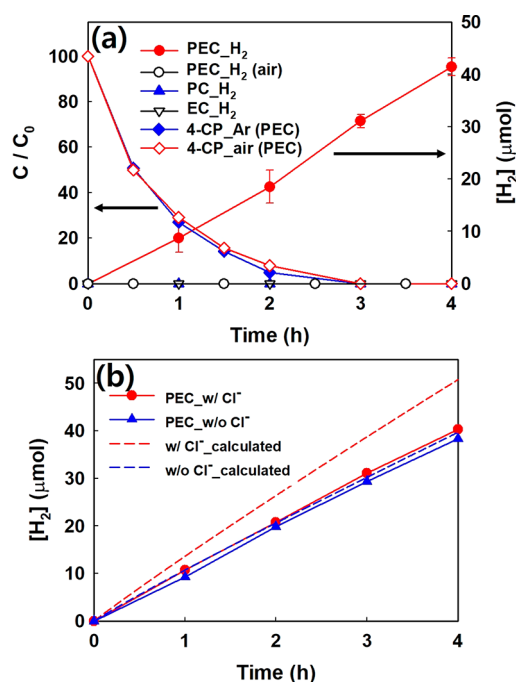 (a)
PEC_H₂
PEC_H₂ (air)
PC_H₂
EC_H₂
4-CP_Ar (PEC)
4-CP_air (PEC)
C / C₀
100
80
60
40
20
0
[H₂] (μmol)
50
40
30
20
10
0
0 1 2 3 4
Time (h)
(b)
PEC_w/ Cl⁻
PEC_w/o Cl⁻
w/ Cl⁻_calculated
w/o Cl⁻_calculated
[H₂] (μmol)
50
40
30
20
10
0
0 1 2 3 4
Time (h)